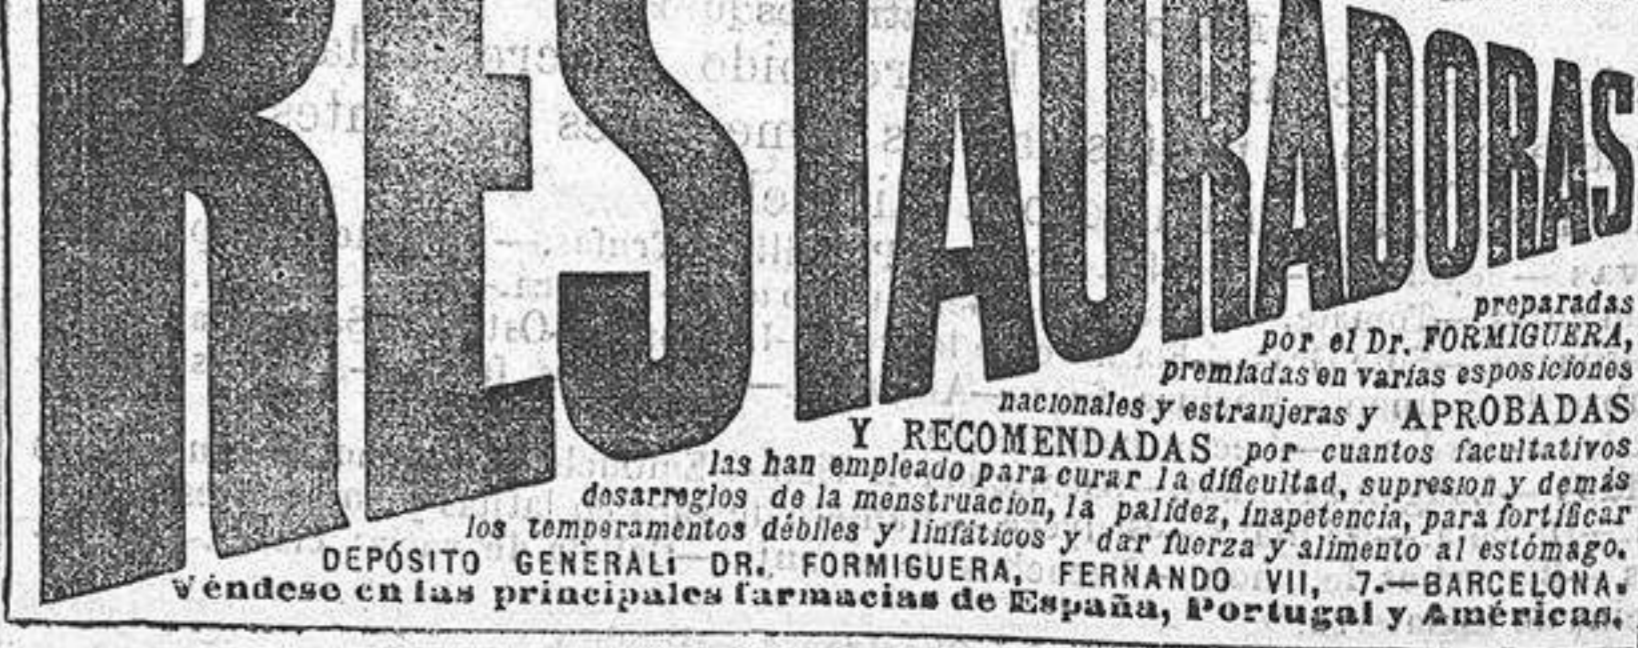 RESTAURADORAS
preparadas
por el Dr. FORMIGUERA,
premiadas en varias esposiciones
nacionales y estranjeras y APROBADAS
Y RECOMENDADAS por cuantos facultativos
las han empleado para curar la dificultad, supresion y demás
desarreglos de la menstruacion, la palidez, inapetencia, para fortificar
los temperamentos débiles y linfáticos y dar fuerza y alimento al estómago.
DEPÓSITO GENERAL: DR. FORMIGUERA, FERNANDO VII, 7.—BARCELONA.
Véndese en las principales farmacias de España, Portugal y Américas.